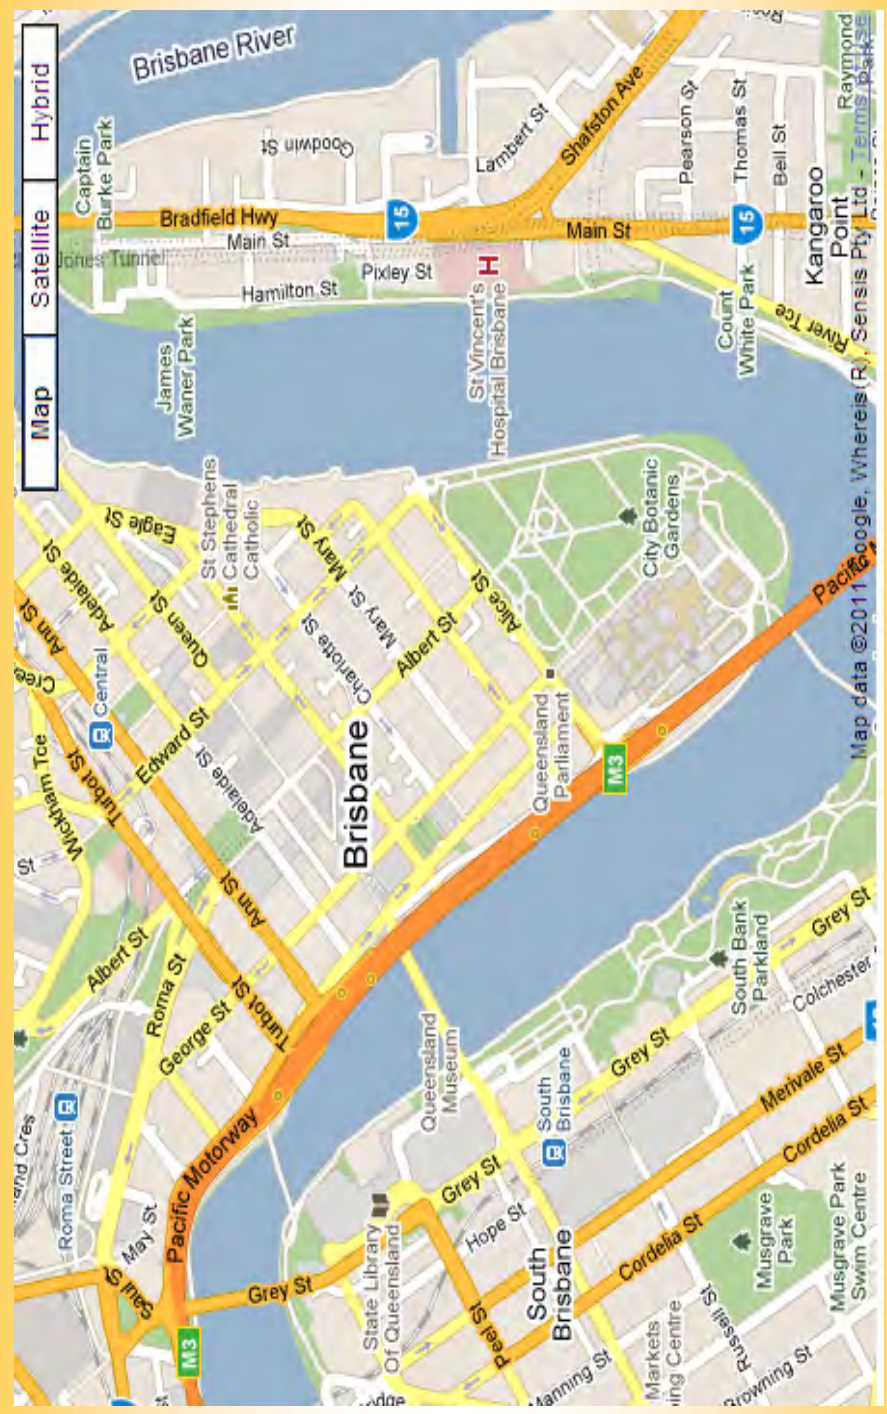 Map
Satellite
Hybrid
Brisbane River
Captain
Burke Park
Goodwin St
Lambert St
Shafston Ave
Pearson St
Thomas St
Bell St
Raymond
Park
Kangaroo
Point
Bradfield Hwy
15
Main St
Main St
15
Jones Tunnel
Pixley St
Hamilton St
H
St Vincent's
Hospital Brisbane
James
Waner Park
Count
White Park
River Tce
Eagle St
St Stephens
Cathedral
Catholic
Mary St
Mary St
Adelaide St
Ann St
Queen St
Charlotte St
Albert St
Alice St
City Botanic
Gardens
Central
Edward St
Adelaide St
Wickham Tce
Turbot St
St
Brisbane
Queensland
Parliament
M3
Pacific
Ann St
Albert St
Roma St
George St
Turbot St
Queensland
Museum
South Bank
Parkland
Grey St
Colchester
Roma Street
Pacific Motorway
May St
Saul St
M3
Grey St
State Library
Of Queensland
Grey St
South
Brisbane
Grey St
Merivale St
Cordelia St
Hope St
Peel St
South
Brisbane
Cordelia St
Musgrave
Park
Musgrave Park
Swim Centre
Russell St
Manning St
Markets
Browning St
Map data ©2011 Google, Whereis(R), Sensis Pty Ltd - Terms of Use